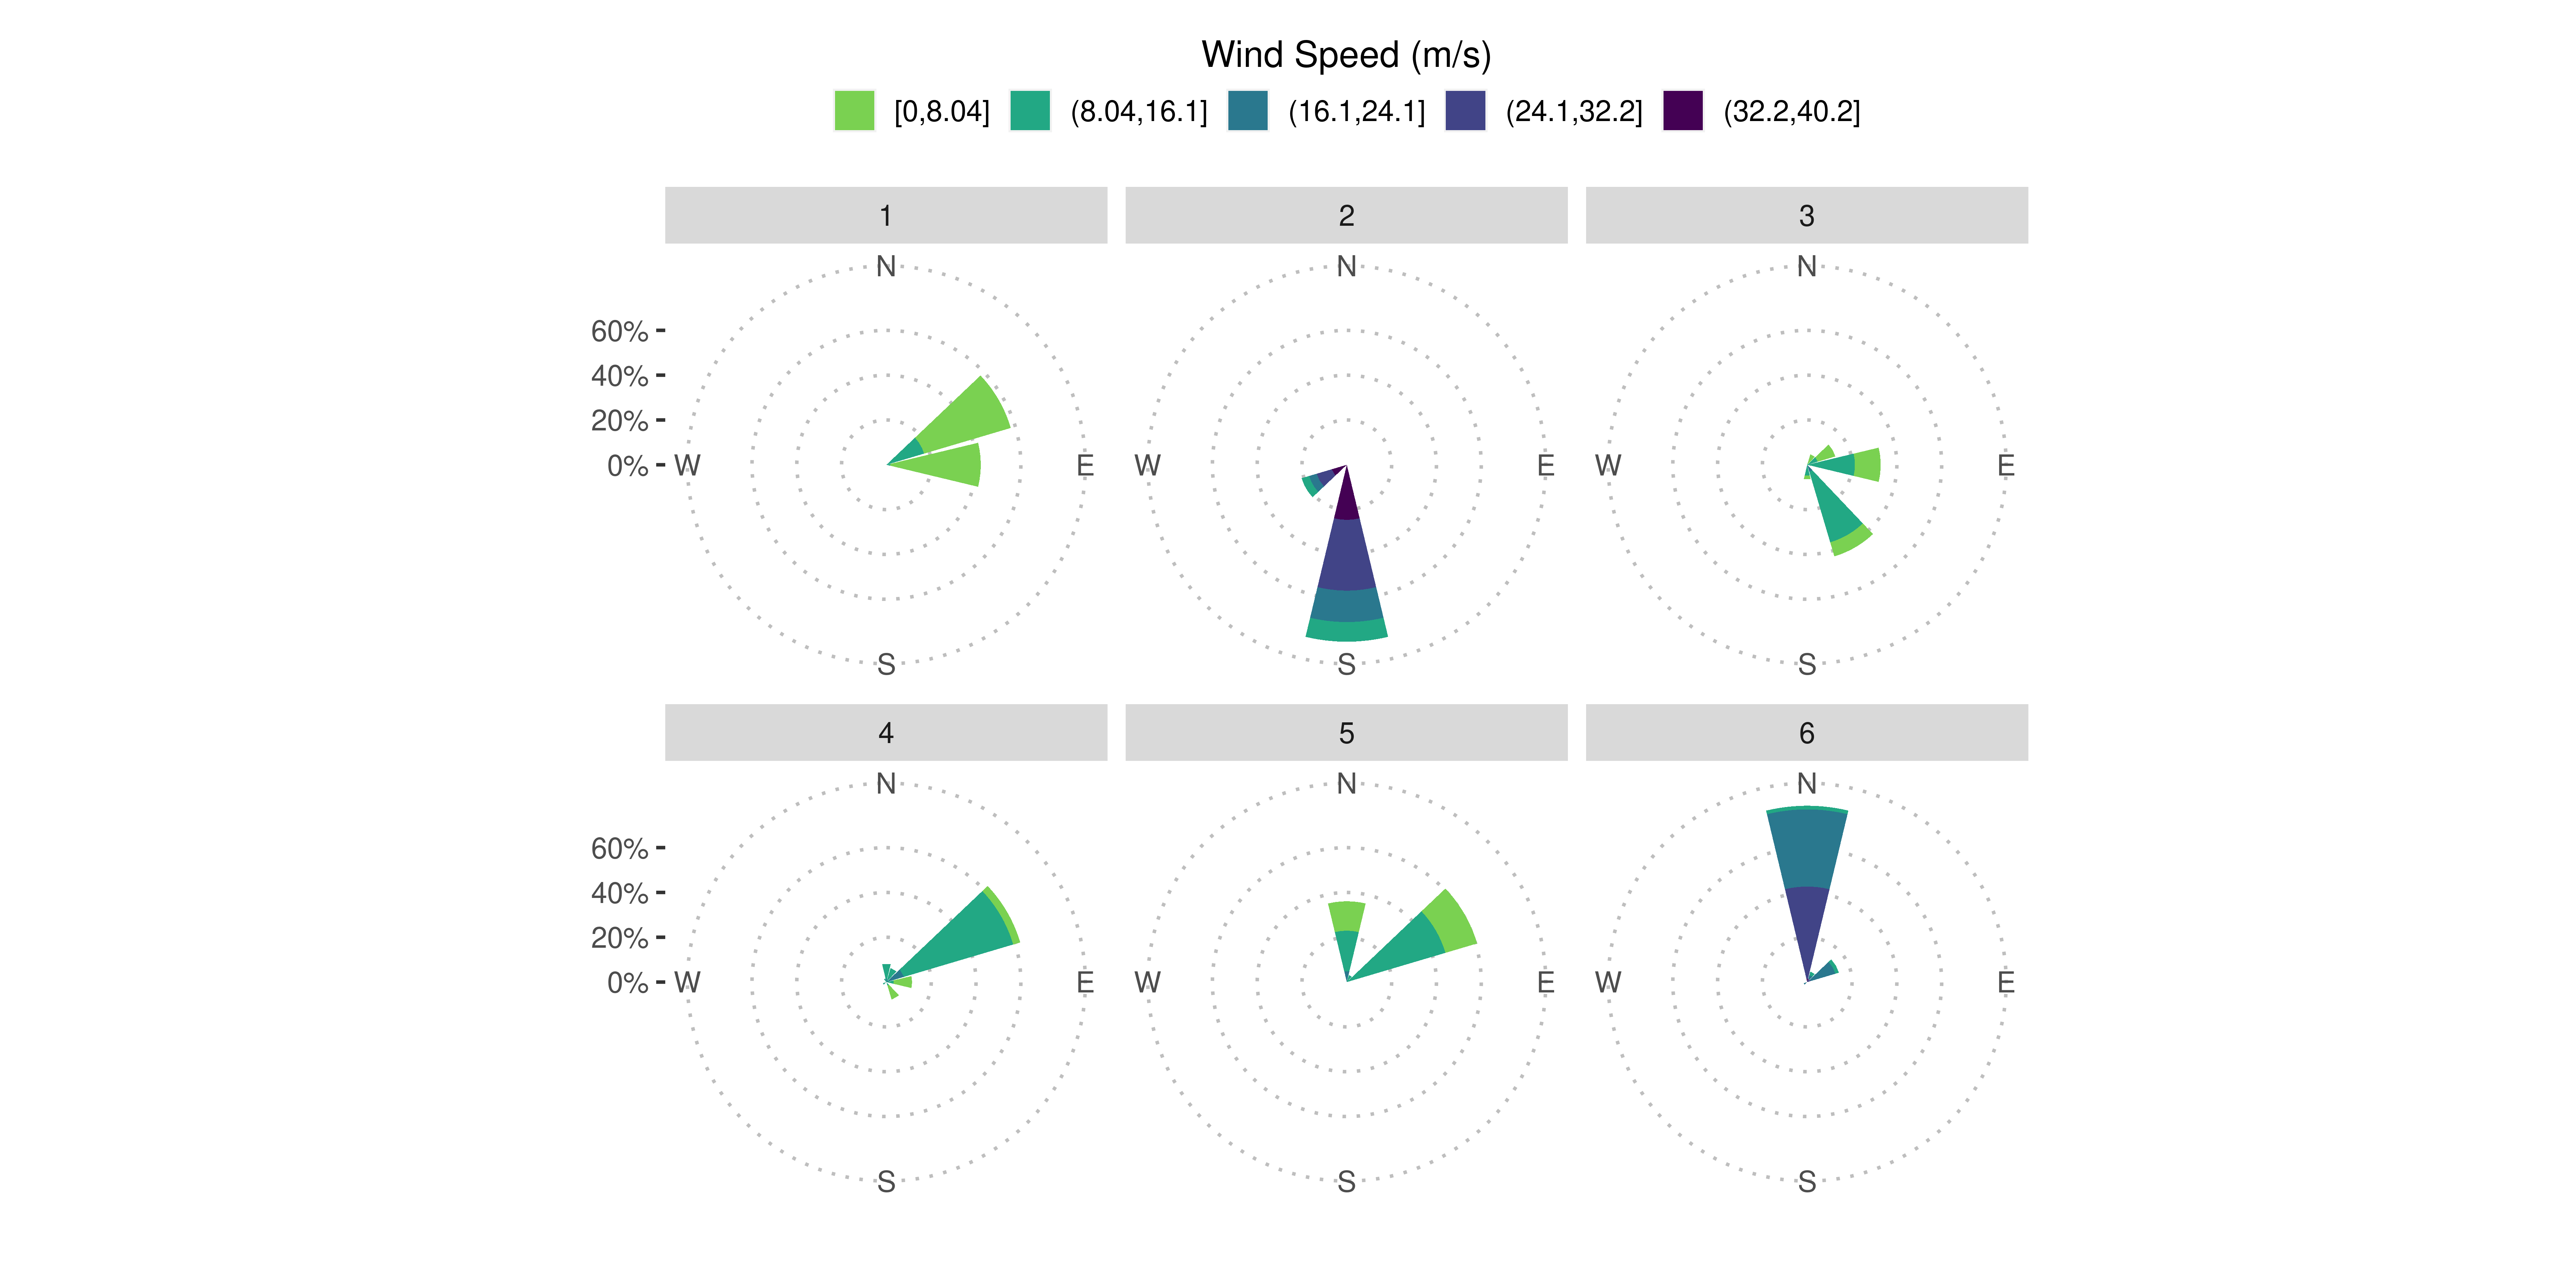 Wind Speed (m/s)
[0,8.04] (8.04,16.1] (16.1,24.1] (24.1,32.2] (32.2,40.2]
1 2 3
N N N
60%
40%
20%
0% W E W E W E
S S S
4 5 6
N N N
60%
40%
20%
0% W E W E W E
S S S